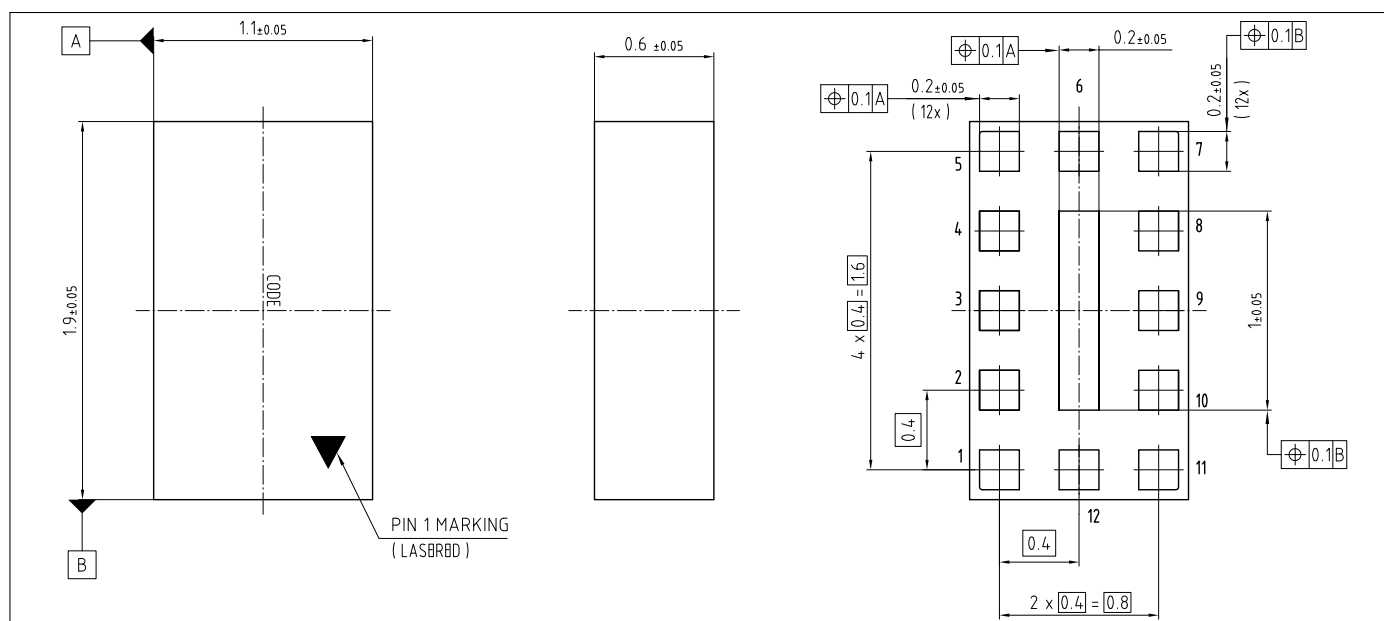 A
1.1±0.05
1.9±0.05
CODE
PIN 1 MARKING
(LASERED)
B
0.6 ±0.05
⌖ 0.1 A
0.2±0.05
⌖ 0.1 B
⌖ 0.1 A
0.2±0.05
(12x)
0.2±0.05
(12x)
6
5
7
4
8
3
9
2
10
1
11
12
4 x 0.4 = 1.6
0.4
1±0.05
⌖ 0.1 B
0.4
2 x 0.4 = 0.8